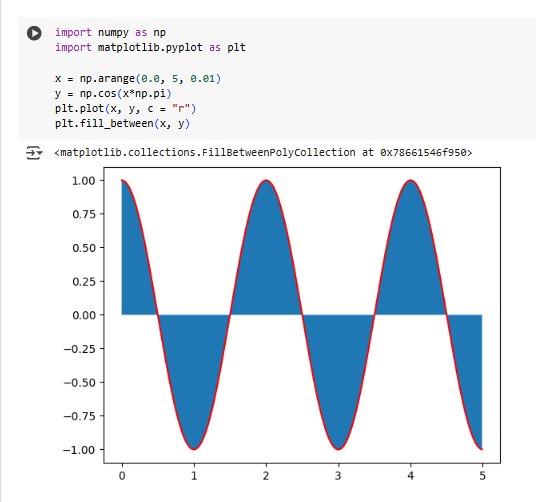 import numpy as np
import matplotlib.pyplot as plt
x = np.arange(0.0, 5, 0.01)
y = np.cos(x*np.pi)
plt.plot(x, y, c = "r")
plt.fill_between(x, y)
<matplotlib.collections.FillBetweenPolyCollection at 0x78661546f950>
1.00
0.75
0.50
0.25
0.00
−0.25
−0.50
−0.75
−1.00
0 1 2 3 4 5